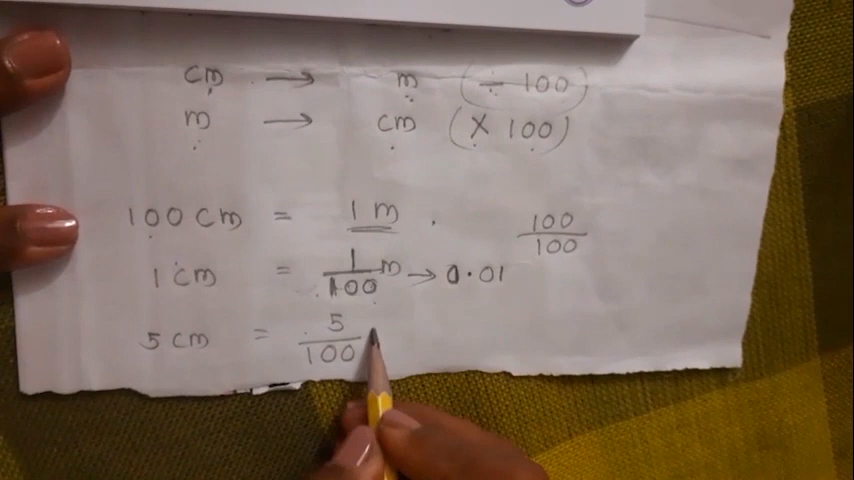 cm → m (÷ 100)
m → cm (× 100)
100 cm = 1 m . 100/100
1 cm = 1/100 m → 0.01
5 cm = 5/100